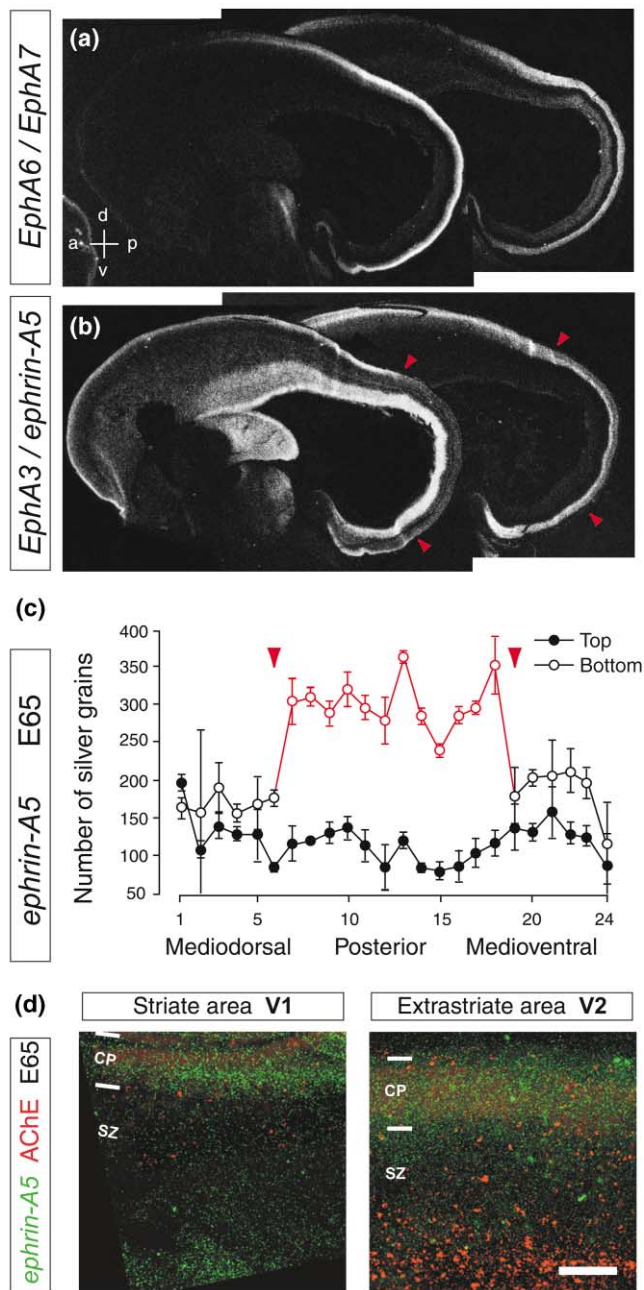 (a)
EphA6 / EphA7
d
a p
v
(b)
EphA3 / ephrin-A5
(c)
ephrin-A5 E65
Number of silver grains
400
350
300
250
200
150
100
50
Top
Bottom
1 5 10 15 20 24
Mediodorsal Posterior Medioventral
(d)
Striate area V1
Extrastriate area V2
ephrin-A5 AChE E65
CP
SZ
CP
SZ